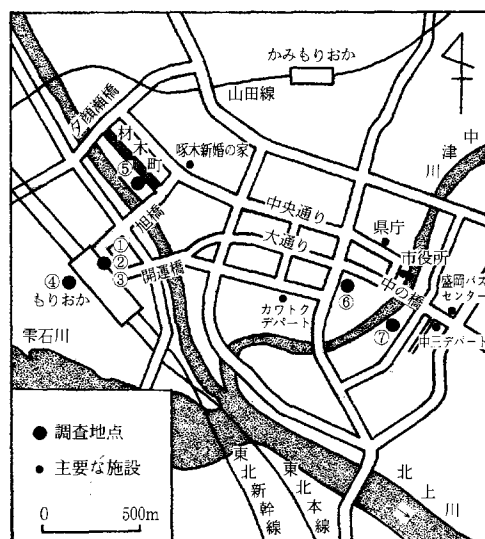 かみもりおか
山田線
夕顔瀬橋
材木町
啄木新婚の家
中津川
⑤
旭橋
中央通り
大通り
県庁
市役所
①
②
③
開運橋
④
もりおか
中の橋
盛岡バス
センター
カワトク
デパート
⑥
⑦
中三デパート
雫石川
調査地点
主要な施設
0 500m
東北新幹線
東北本線
北上川